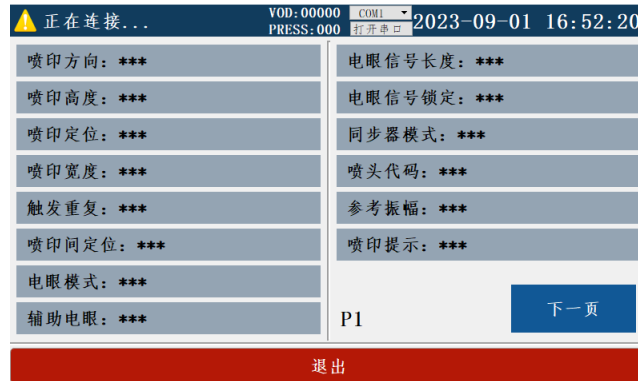 正在连接...
VOD:00000 COM1
PRESS:000 打开串口
2023-09-01 16:52:20
喷印方向: ***
喷印高度: ***
喷印定位: ***
喷印宽度: ***
触发重复: ***
喷印间定位: ***
电眼模式: ***
辅助电眼: ***
电眼信号长度: ***
电眼信号锁定: ***
同步器模式: ***
喷头代码: ***
参考振幅: ***
喷印提示: ***
P1
下一页
退出